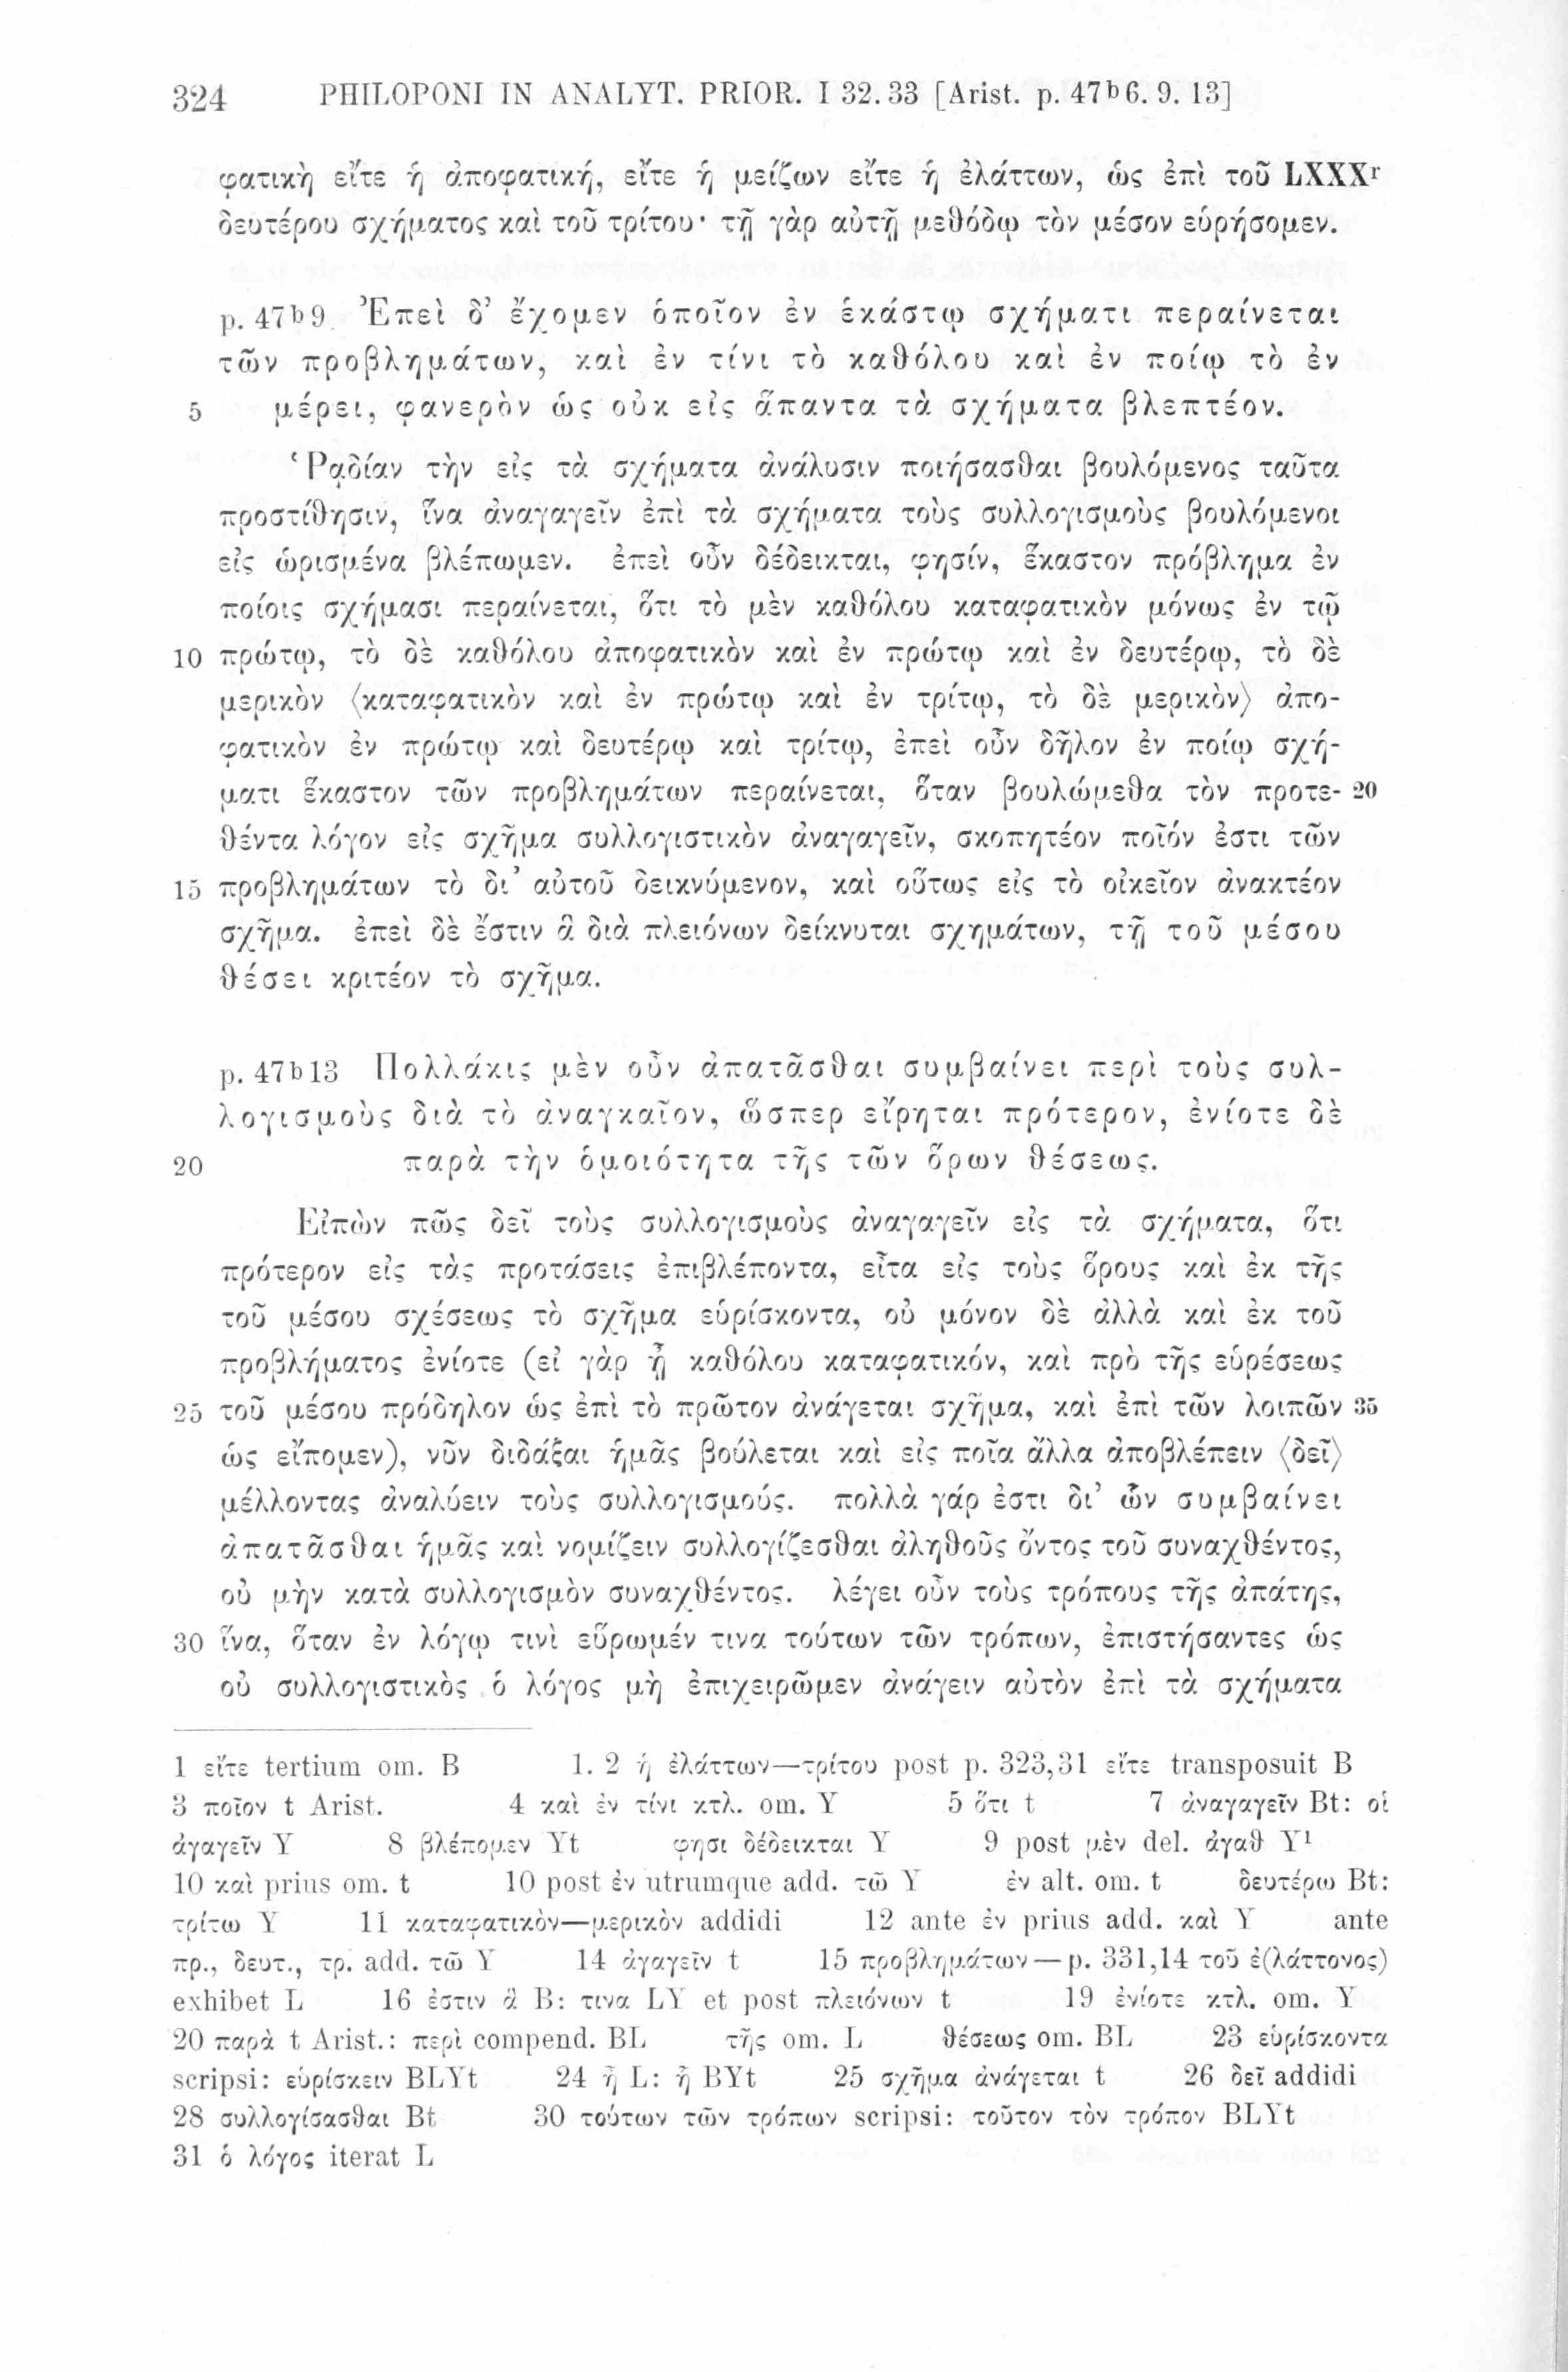 324 PHILOPONI IN ANALYT. PRIOR. I 32. 33 [Arist. p. 47b6. 9. 13]
φατικὴ εἴτε ἡ ἀποφατική, εἴτε ἡ μείζων εἴτε ἡ ἐλάττων, ὡς ἐπὶ τοῦ LXXXr
δευτέρου σχήματος καὶ τοῦ τρίτου· τῇ γὰρ αὐτῇ μεθόδῳ τὸν μέσον εὑρήσομεν.
p. 47b9 Ἐπεὶ δ’ ἔχομεν ὁποῖον ἐν ἑκάστῳ σχήματι περαίνεται
τῶν προβλημάτων, καὶ ἐν τίνι τὸ καθόλου καὶ ἐν ποίῳ τὸ ἐν
5 μέρει, φανερὸν ὡς οὐκ εἰς ἅπαντα τὰ σχήματα βλεπτέον.
Ῥᾳδίαν τὴν εἰς τὰ σχήματα ἀνάλυσιν ποιήσασθαι βουλόμενος ταῦτα
προστίθησιν, ἵνα ἀναγαγεῖν ἐπὶ τὰ σχήματα τοὺς συλλογισμοὺς βουλόμενοι
εἰς ὡρισμένα βλέπωμεν. ἐπεὶ οὖν δέδεικται, φησίν, ἕκαστον πρόβλημα ἐν
ποίοις σχήμασι περαίνεται, ὅτι τὸ μὲν καθόλου καταφατικὸν μόνως ἐν τῷ
10 πρώτῳ, τὸ δὲ καθόλου ἀποφατικὸν καὶ ἐν πρώτῳ καὶ ἐν δευτέρῳ, τὸ δὲ
μερικὸν ⟨καταφατικὸν καὶ ἐν πρώτῳ καὶ ἐν τρίτῳ, τὸ δὲ μερικὸν⟩ ἀπο-
φατικὸν ἐν πρώτῳ καὶ δευτέρῳ καὶ τρίτῳ, ἐπεὶ οὖν δῆλον ἐν ποίῳ σχή-
ματι ἕκαστον τῶν προβλημάτων περαίνεται, ὅταν βουλώμεθα τὸν προτε- 20
θέντα λόγον εἰς σχῆμα συλλογιστικὸν ἀναγαγεῖν, σκοπητέον ποῖόν ἐστι τῶν
15 προβλημάτων τὸ δι’ αὐτοῦ δεικνύμενον, καὶ οὕτως εἰς τὸ οἰκεῖον ἀνακτέον
σχῆμα. ἐπεὶ δὲ ἔστιν ἃ διὰ πλειόνων δείκνυται σχημάτων, τῇ τοῦ μέσου
θέσει κριτέον τὸ σχῆμα.
p. 47b13 Πολλάκις μὲν οὖν ἀπατᾶσθαι συμβαίνει περὶ τοὺς συλ-
λογισμοὺς διὰ τὸ ἀναγκαῖον, ὥσπερ εἴρηται πρότερον, ἐνίοτε δὲ
20 παρὰ τὴν ὁμοιότητα τῆς τῶν ὅρων θέσεως.
Εἰπὼν πῶς δεῖ τοὺς συλλογισμοὺς ἀναγαγεῖν εἰς τὰ σχήματα, ὅτι
πρότερον εἰς τὰς προτάσεις ἐπιβλέποντα, εἶτα εἰς τοὺς ὅρους καὶ ἐκ τῆς
τοῦ μέσου σχέσεως τὸ σχῆμα εὑρίσκοντα, οὐ μόνον δὲ ἀλλὰ καὶ ἐκ τοῦ
προβλήματος ἐνίοτε (εἰ γὰρ ᾖ καθόλου καταφατικόν, καὶ πρὸ τῆς εὑρέσεως
25 τοῦ μέσου πρόδηλον ὡς ἐπὶ τὸ πρῶτον ἀνάγεται σχῆμα, καὶ ἐπὶ τῶν λοιπῶν 35
ὡς εἴπομεν), νῦν διδάξαι ἡμᾶς βούλεται καὶ εἰς ποῖα ἄλλα ἀποβλέπειν ⟨δεῖ⟩
μέλλοντας ἀναλύειν τοὺς συλλογισμούς. πολλὰ γάρ ἐστι δι’ ὧν συμβαίνει
ἀπατᾶσθαι ἡμᾶς καὶ νομίζειν συλλογίζεσθαι ἀληθοῦς ὄντος τοῦ συναχθέντος,
οὐ μὴν κατὰ συλλογισμὸν συναχθέντος. λέγει οὖν τοὺς τρόπους τῆς ἀπάτης,
30 ἵνα, ὅταν ἐν λόγῳ τινὶ εὕρωμέν τινα τούτων τῶν τρόπων, ἐπιστήσαντες ὡς
οὐ συλλογιστικὸς ὁ λόγος μὴ ἐπιχειρῶμεν ἀνάγειν αὐτὸν ἐπὶ τὰ σχήματα
1 εἴτε tertium om. B 1. 2 ἡ ἐλάττων—τρίτου post p. 323,31 εἴτε transposuit B
3 ποῖον t Arist. 4 καὶ ἐν τίνι κτλ. om. Y 5 ὅτι t 7 ἀναγαγεῖν Bt: οἱ
ἀγαγεῖν Y 8 βλέπομεν Yt φησι δέδεικται Y 9 post μὲν del. ἀγαθ Y1
10 καὶ prius om. t 10 post ἐν utrumque add. τῶ Y ἐν alt. om. t δευτέρω Bt:
τρίτω Y 11 καταφατικὸν—μερικὸν addidi 12 ante ἐν prius add. καὶ Y ante
πρ., δευτ., τρ. add. τῶ Y 14 ἀγαγεῖν t 15 προβλημάτων — p. 331,14 τοῦ ἐ(λάττονος)
exhibet L 16 ἐστιν ἃ B: τινα LY et post πλειόνων t 19 ἐνίοτε κτλ. om. Y
20 παρὰ t Arist.: περὶ compend. BL τῆς om. L θέσεως om. BL 23 εὑρίσκοντα
scripsi: εὑρίσκειν BLYt 24 ᾖ L: ἦ BYt 25 σχῆμα ἀνάγεται t 26 δεῖ addidi
28 συλλογίσασθαι Bt 30 τούτων τῶν τρόπων scripsi: τοῦτον τὸν τρόπον BLYt
31 ὁ λόγος iterat L